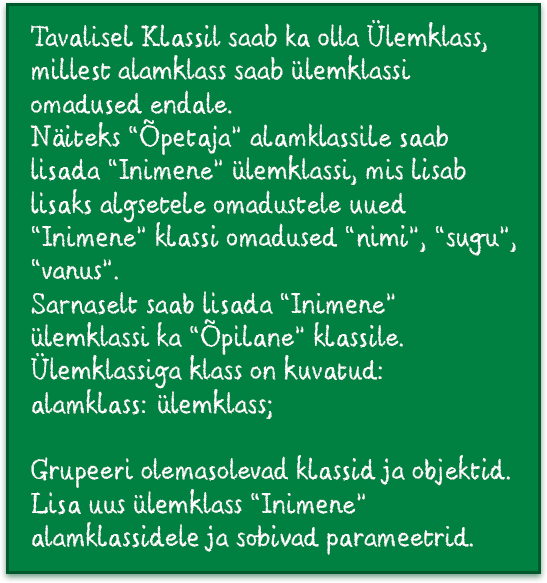 Tavalisel Klassil saab ka olla Ülemklass,
millest alamklass saab ülemklassi
omadused endale.
Näiteks “Õpetaja” alamklassile saab
lisada “Inimene” ülemklassi, mis lisab
lisaks algsetele omadustele uued
“Inimene” klassi omadused “nimi”, “sugu”,
“vanus”.
Sarnaselt saab lisada “Inimene”
ülemklassi ka “Õpilane” klassile.
Ülemklassiga klass on kuvatud:
alamklass: ülemklass;
Grupeeri olemasolevad klassid ja objektid.
Lisa uus ülemklass “Inimene”
alamklassidele ja sobivad parameetrid.